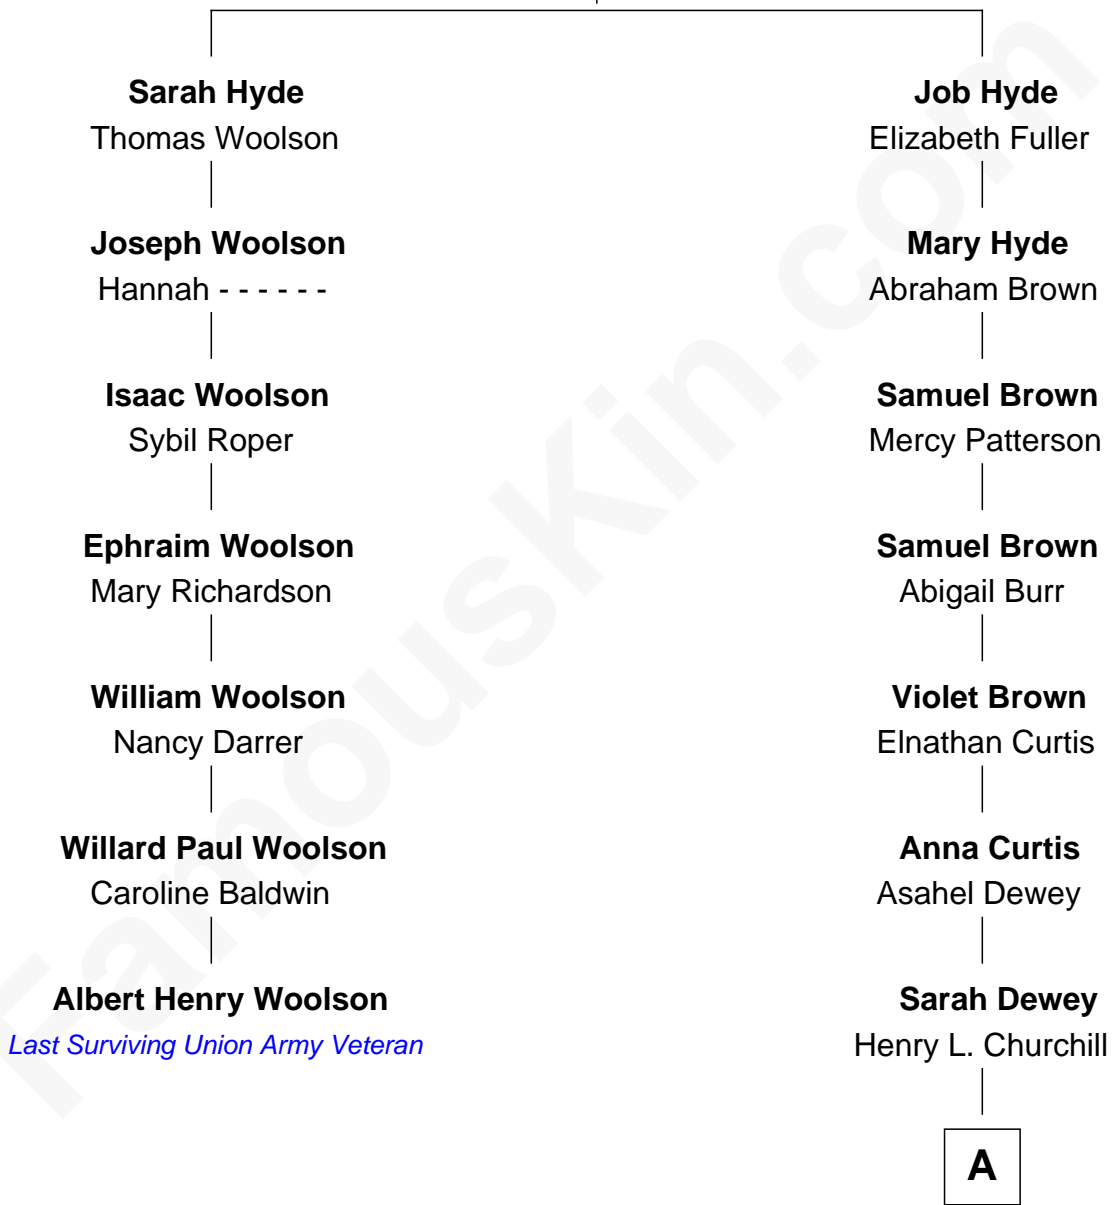 Sarah Hyde
Thomas Woolson
Joseph Woolson
Hannah - - - - - -
Isaac Woolson
Sybil Roper
Ephraim Woolson
Mary Richardson
William Woolson
Nancy Darrer
Willard Paul Woolson
Caroline Baldwin
Albert Henry Woolson
Last Surviving Union Army Veteran
Job Hyde
Elizabeth Fuller
Mary Hyde
Abraham Brown
Samuel Brown
Mercy Patterson
Samuel Brown
Abigail Burr
Violet Brown
Elnathan Curtis
Anna Curtis
Asahel Dewey
Sarah Dewey
Henry L. Churchill
A
FamousKin.com